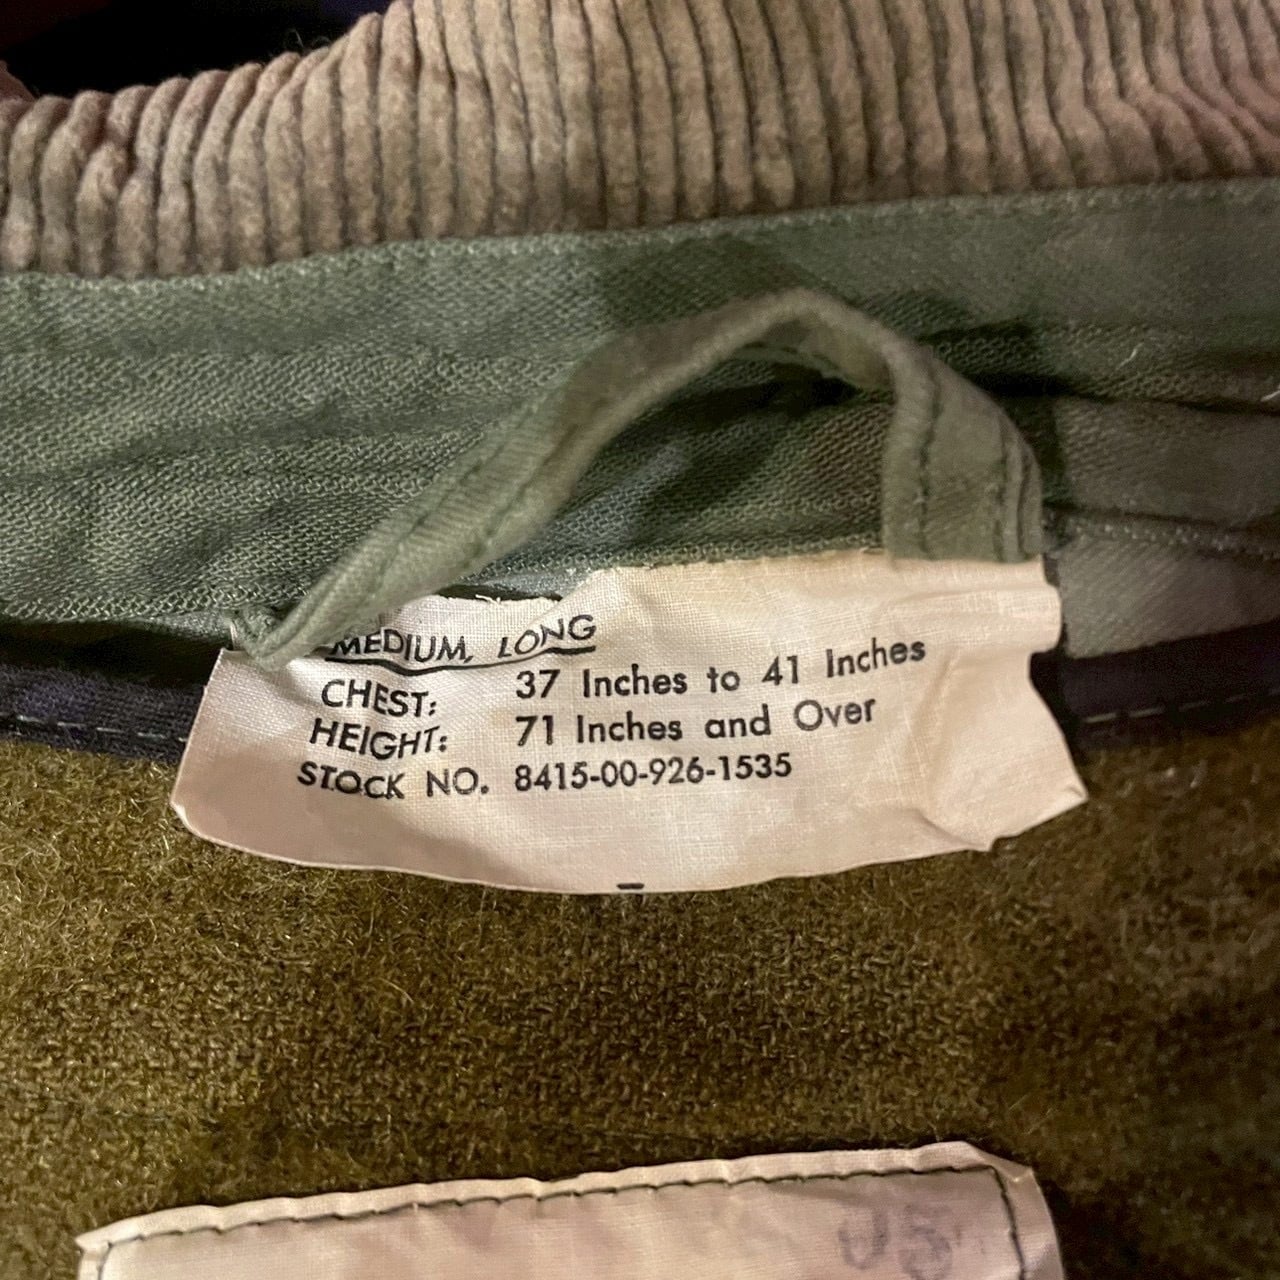 MEDIUM, LONG
CHEST: 37 Inches to 41 Inches
HEIGHT: 71 Inches and Over
STOCK NO. 8415-00-926-1535